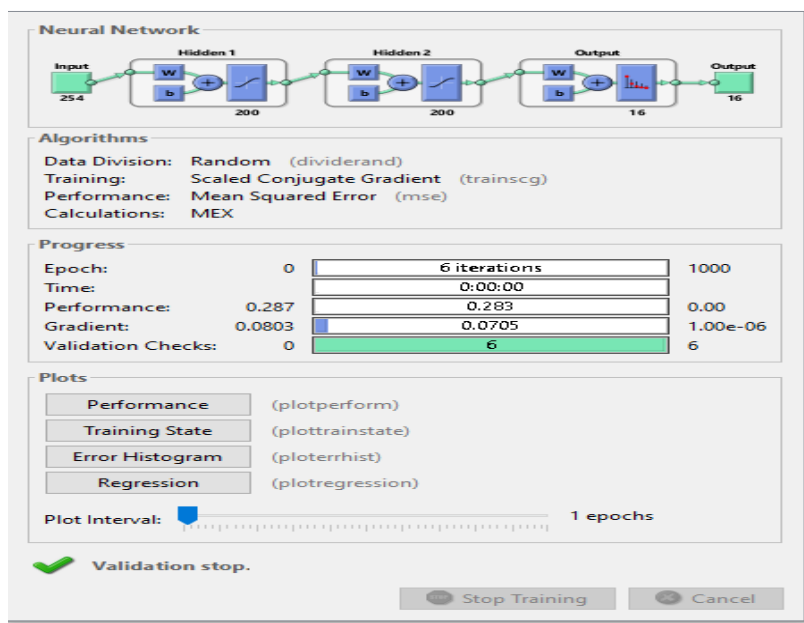 Neural Network
Hidden 1 Hidden 2 Output
Input Output
W W W
b b b
254 16
200 200 16
Algorithms
Data Division: Random (dividerand)
Training: Scaled Conjugate Gradient (trainscg)
Performance: Mean Squared Error (mse)
Calculations: MEX
Progress
Epoch: 0 6 iterations 1000
Time: 0:00:00
Performance: 0.287 0.283 0.00
Gradient: 0.0803 0.0705 1.00e-06
Validation Checks: 0 6 6
Plots
Performance (plotperform)
Training State (plottrainstate)
Error Histogram (ploterrhist)
Regression (plotregression)
Plot Interval: 1 epochs
Validation stop.
Stop Training Cancel